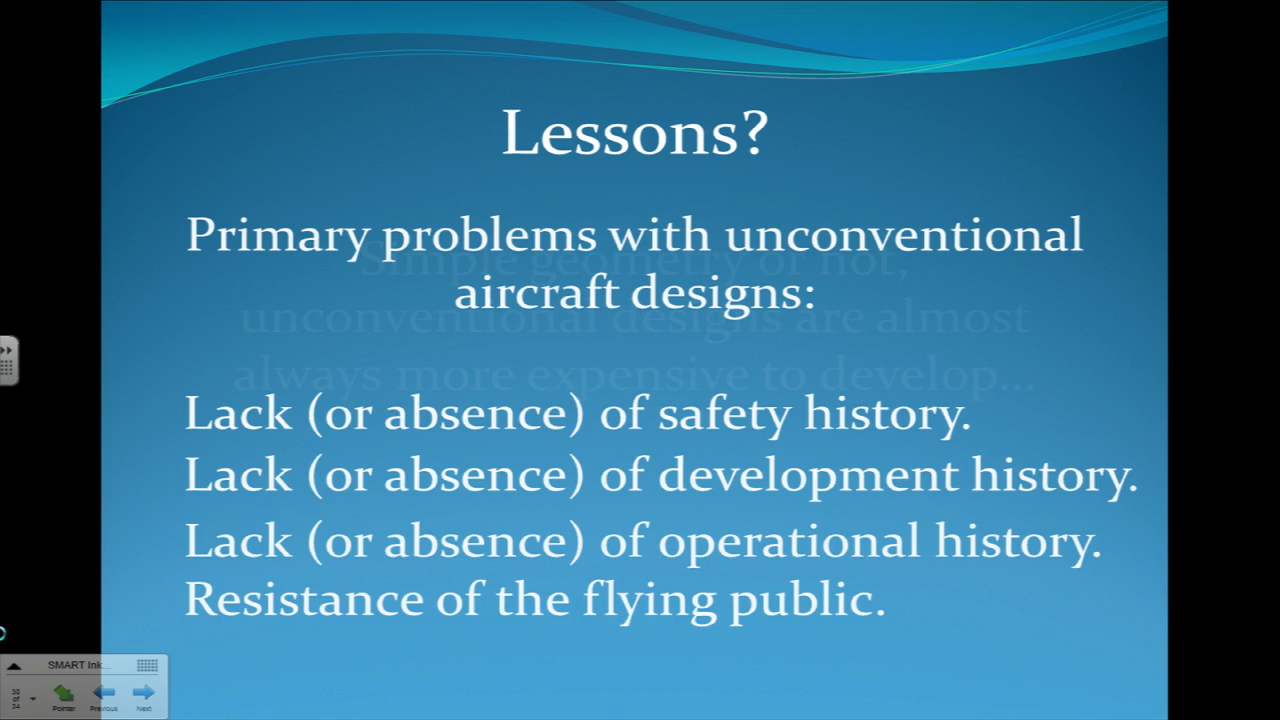 Lessons?
Primary problems with unconventional
Simple geometry or not,
aircraft designs:
unconventional designs are almost
always more expensive to develop...
Lack (or absence) of safety history.
Lack (or absence) of development history.
Lack (or absence) of operational history.
Resistance of the flying public.
SMART Ink...
of
34
Pointer
Previous
Next